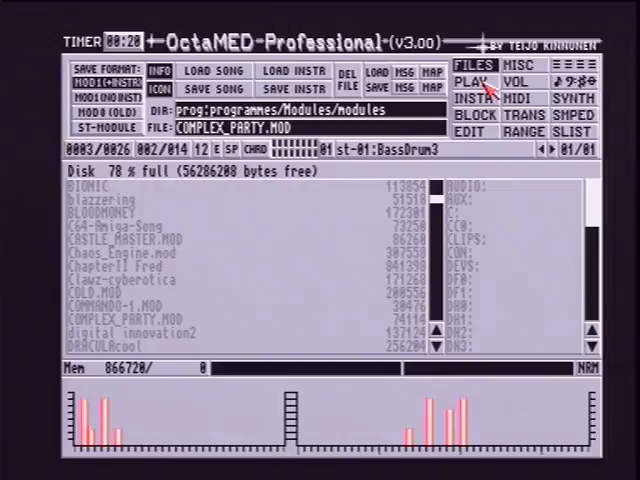 TIMER 00:20 OctaMED-Professional (v3.00) BY TEIJO KINNUNEN
SAVE FORMAT: INFO LOAD SONG LOAD INSTR DEL FILE LOAD MSG MAP FILES MISC
MOD1(+INSTR) ICON SAVE SONG SAVE INSTR SAVE MSG MAP PLAY VOL
MOD1(NO INST) DIR: prog:programmes/Modules/modules INSTR MIDI SYNTH
MOD0 (OLD) BLOCK TRANS SMPED
ST-MODULE FILE: COMPLEX_PARTY.MOD EDIT RANGE SLIST
0003/0026 002/014 12 E SP CHRD 01 st-01:BassDrum3 01/01
Disk 78 % full (56286208 bytes free)
BIONIC 113854 AUDIO:
blazzering 51518 AUX:
BLOODMONEY 172301 C:
C64-Amiga-Song 73250 CC0:
CASTLE_MASTER.MOD 86260 CLIPS:
Chaos_Engine.mod 307558 CON:
ChapterII Fred 841398 DEVS:
Clawz-cyberotica 171268 DF0:
COLD.MOD 200556 DF1:
COMMANDO-1.MOD 30476 DH0:
COMPLEX_PARTY.MOD 74114 DH1:
digital innovation2 137124 DH2:
DRACULAcool 256204 DH3:
Mem 866720/ 0 NRM